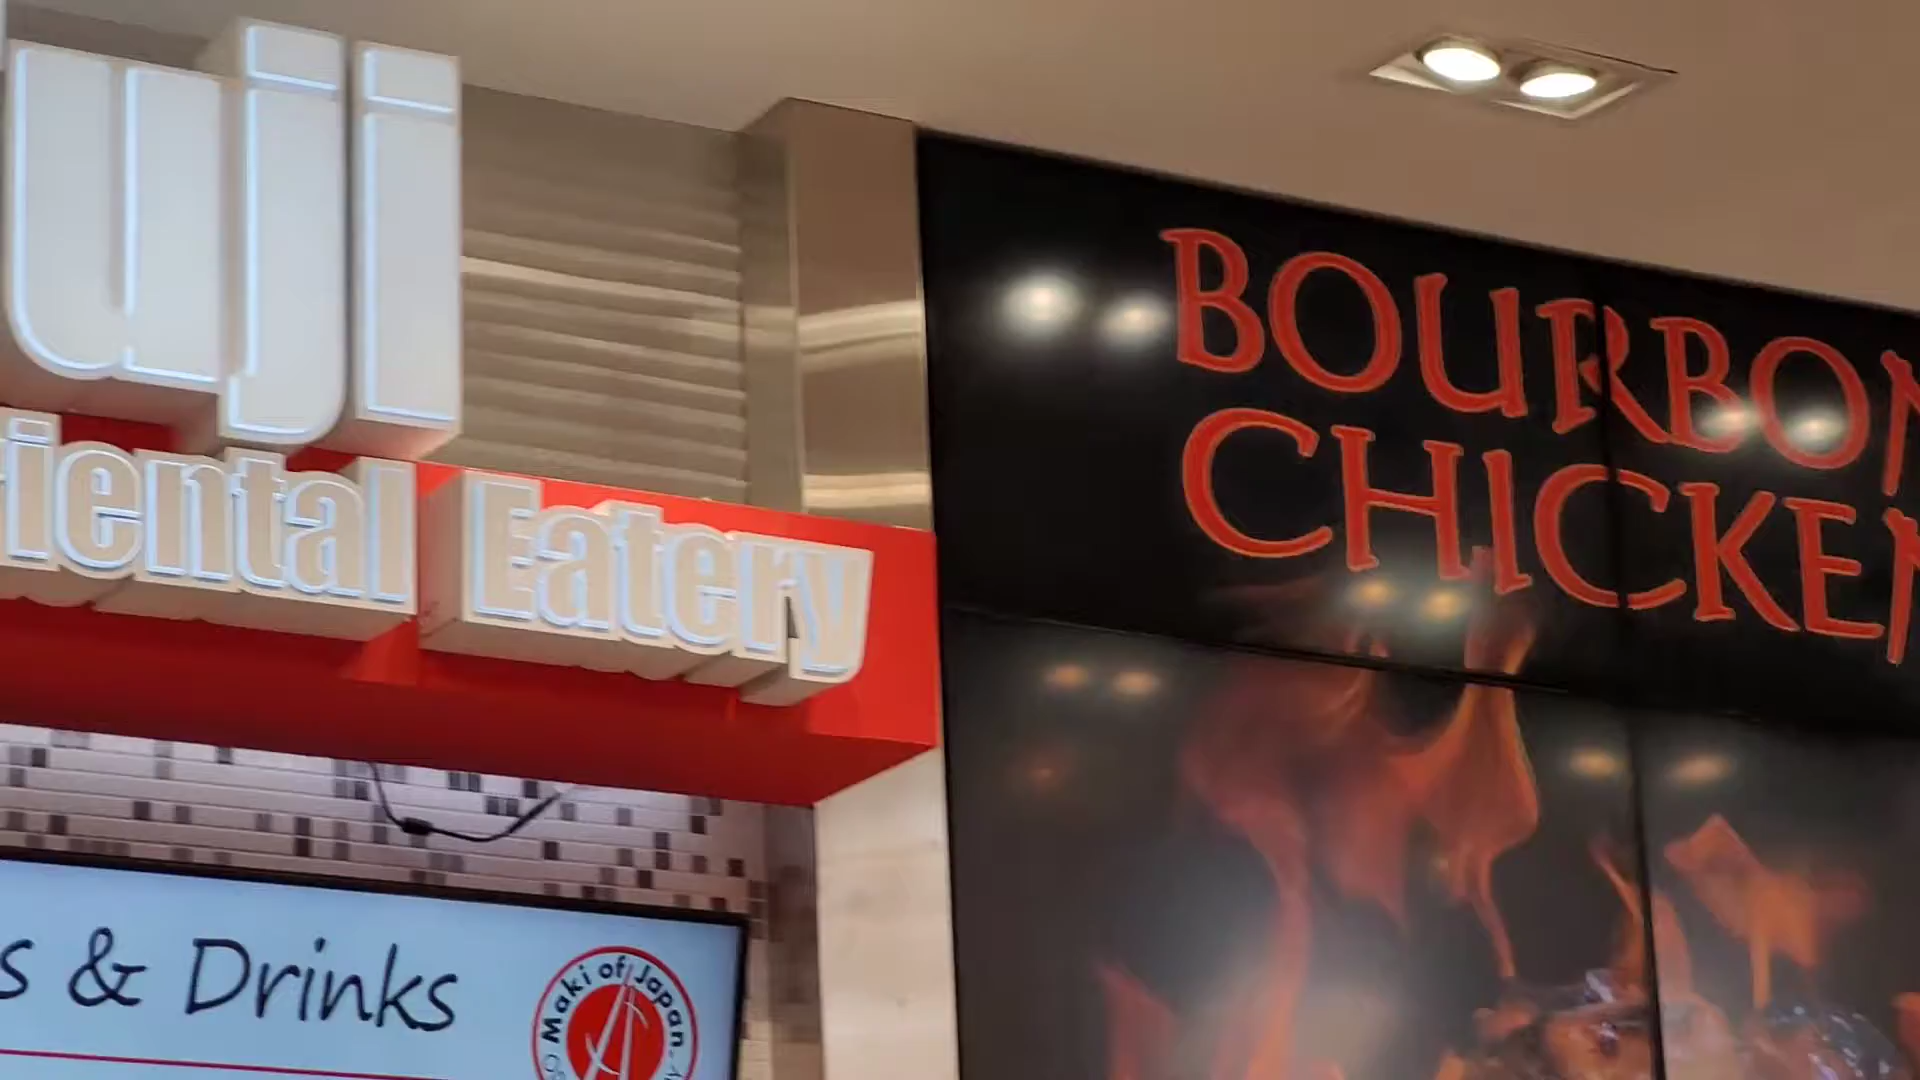 uji
iental Eatery
BOURBON
CHICKEN
s & Drinks
Maki of Japan